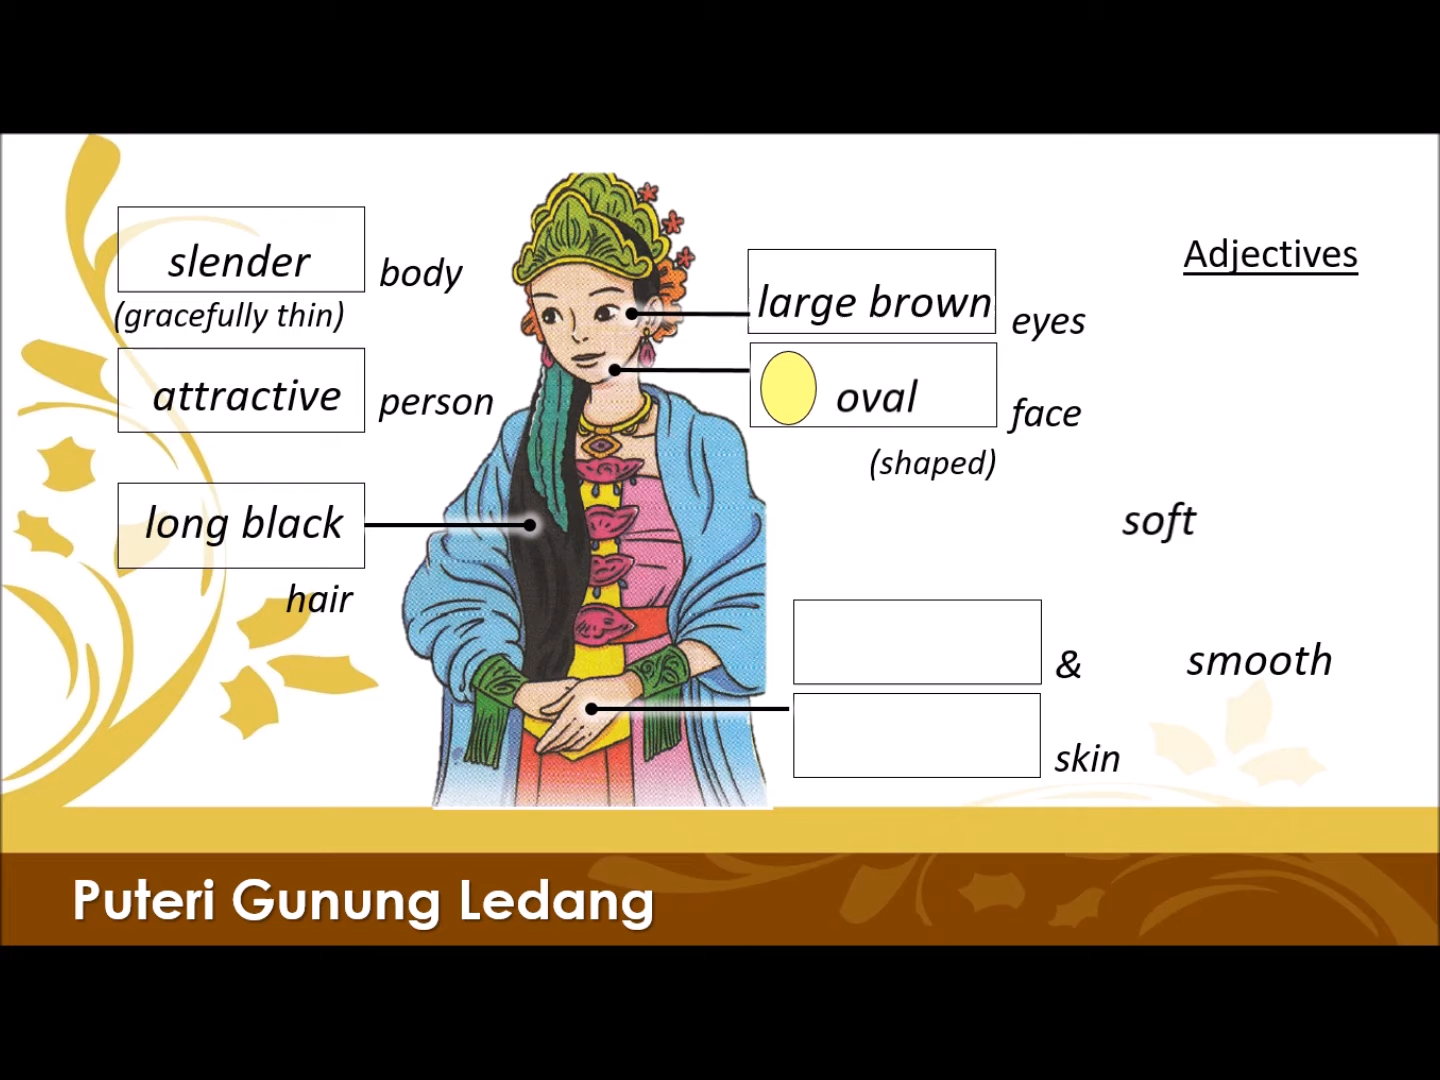 slender
body
(gracefully thin)
attractive
person
long black
hair
large brown
eyes
oval
face
(shaped)
Adjectives
soft
smooth
&
skin
Puteri Gunung Ledang